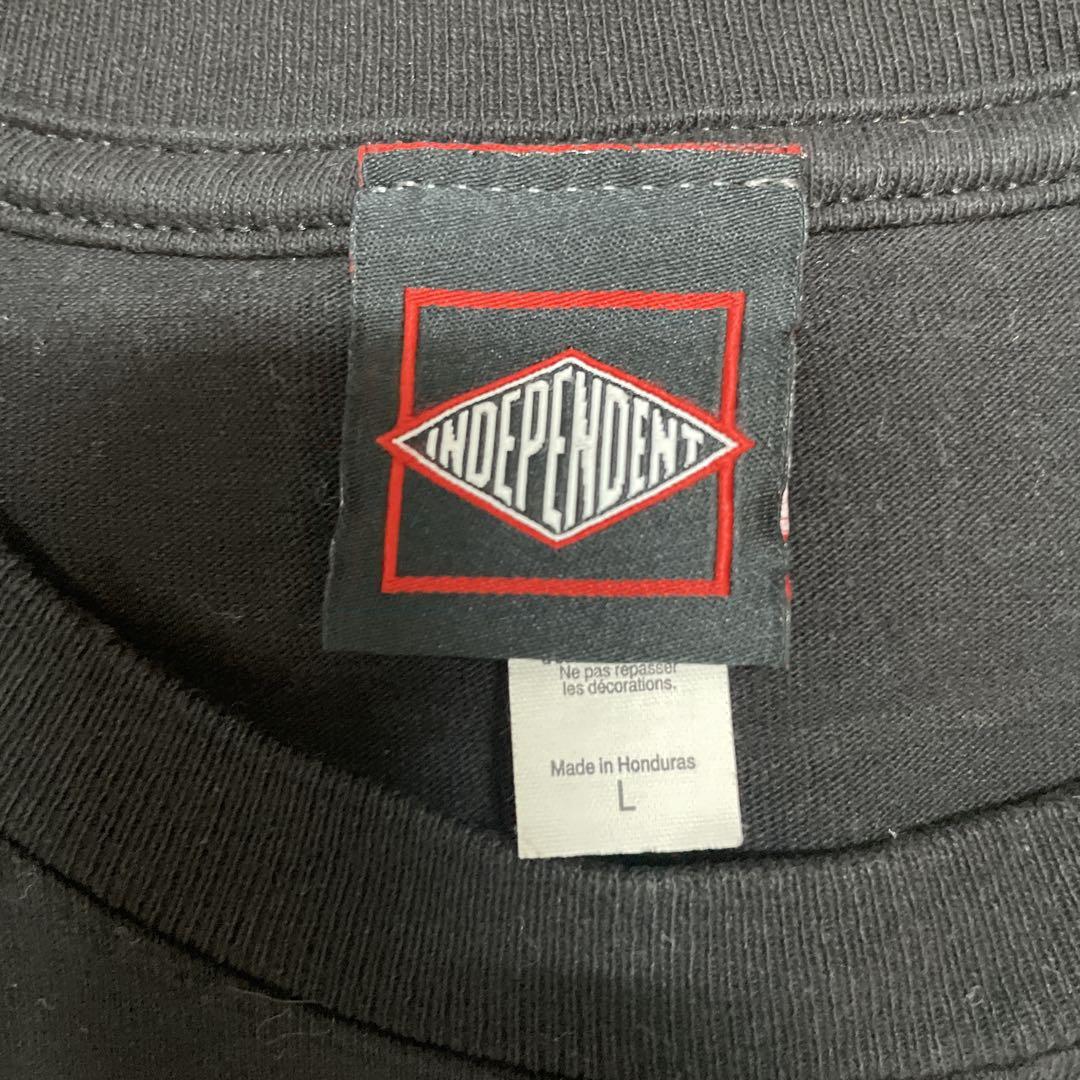 INDEPENDENT
Ne pas repasser
les décorations.
Made in Honduras
L